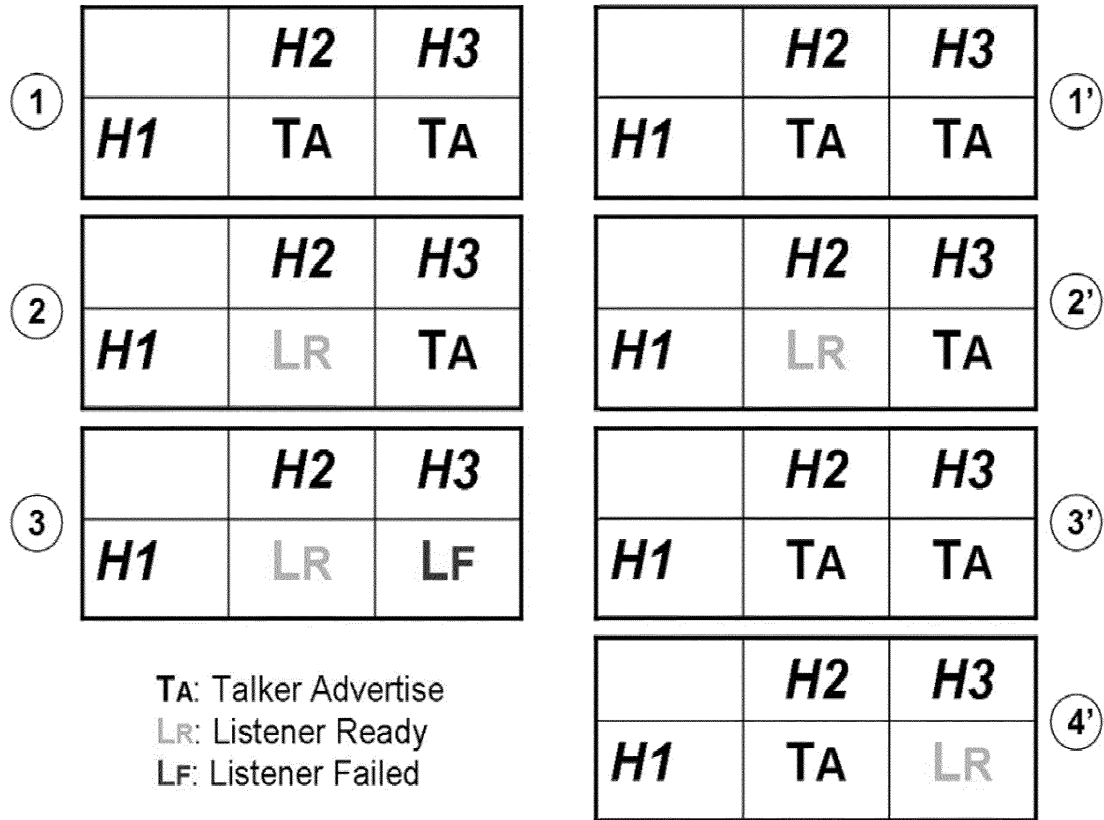 H2 H3 H2 H3
1 1’
H1 TA TA H1 TA TA
H2 H3 H2 H3
2 2’
H1 LR TA H1 LR TA
H2 H3 H2 H3
3 3’
H1 LR LF H1 TA TA
H2 H3
TA: Talker Advertise
4’
LR: Listener Ready
H1 TA LR
LF: Listener Failed